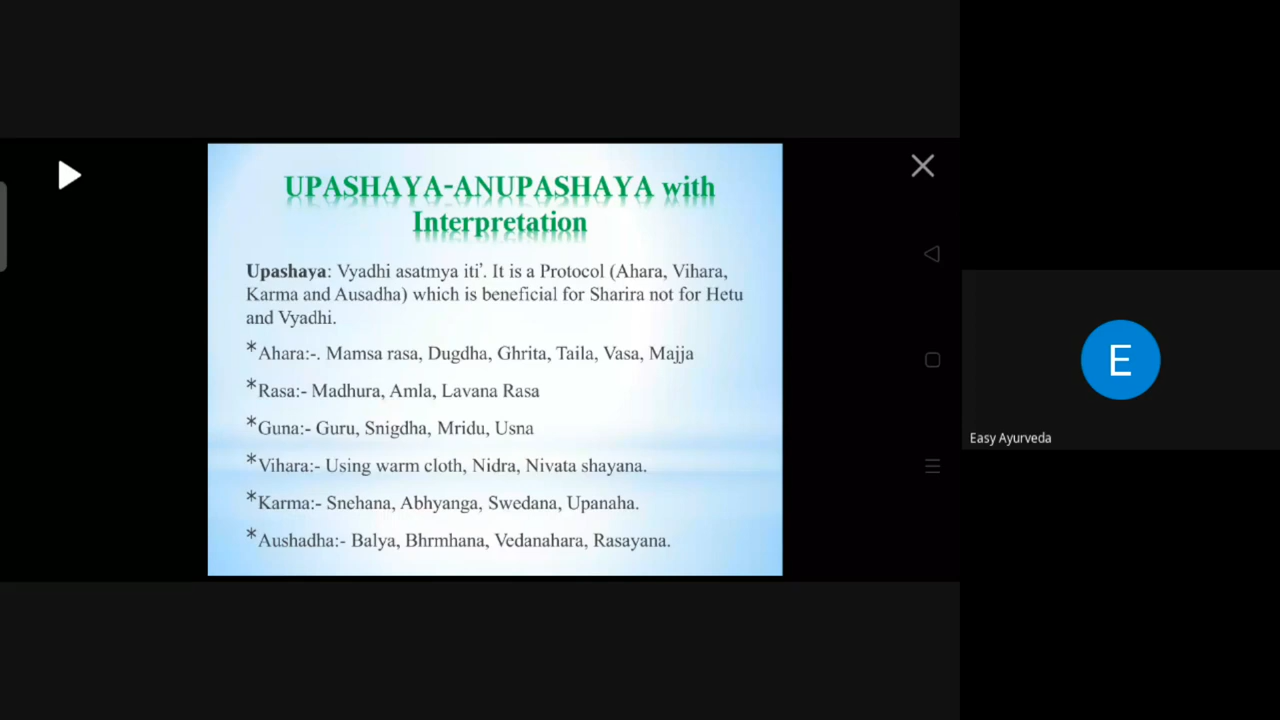 UPASHAYA-ANUPASHAYA with
Interpretation
Upashaya: Vyadhi asatmya iti’. It is a Protocol (Ahara, Vihara,
Karma and Ausadha) which is beneficial for Sharira not for Hetu
and Vyadhi.
*Ahara:-. Mamsa rasa, Dugdha, Ghrita, Taila, Vasa, Majja
*Rasa:- Madhura, Amla, Lavana Rasa
*Guna:- Guru, Snigdha, Mridu, Usna
*Vihara:- Using warm cloth, Nidra, Nivata shayana.
*Karma:- Snehana, Abhyanga, Swedana, Upanaha.
*Aushadha:- Balya, Bhrmhana, Vedanahara, Rasayana.
E
Easy Ayurveda